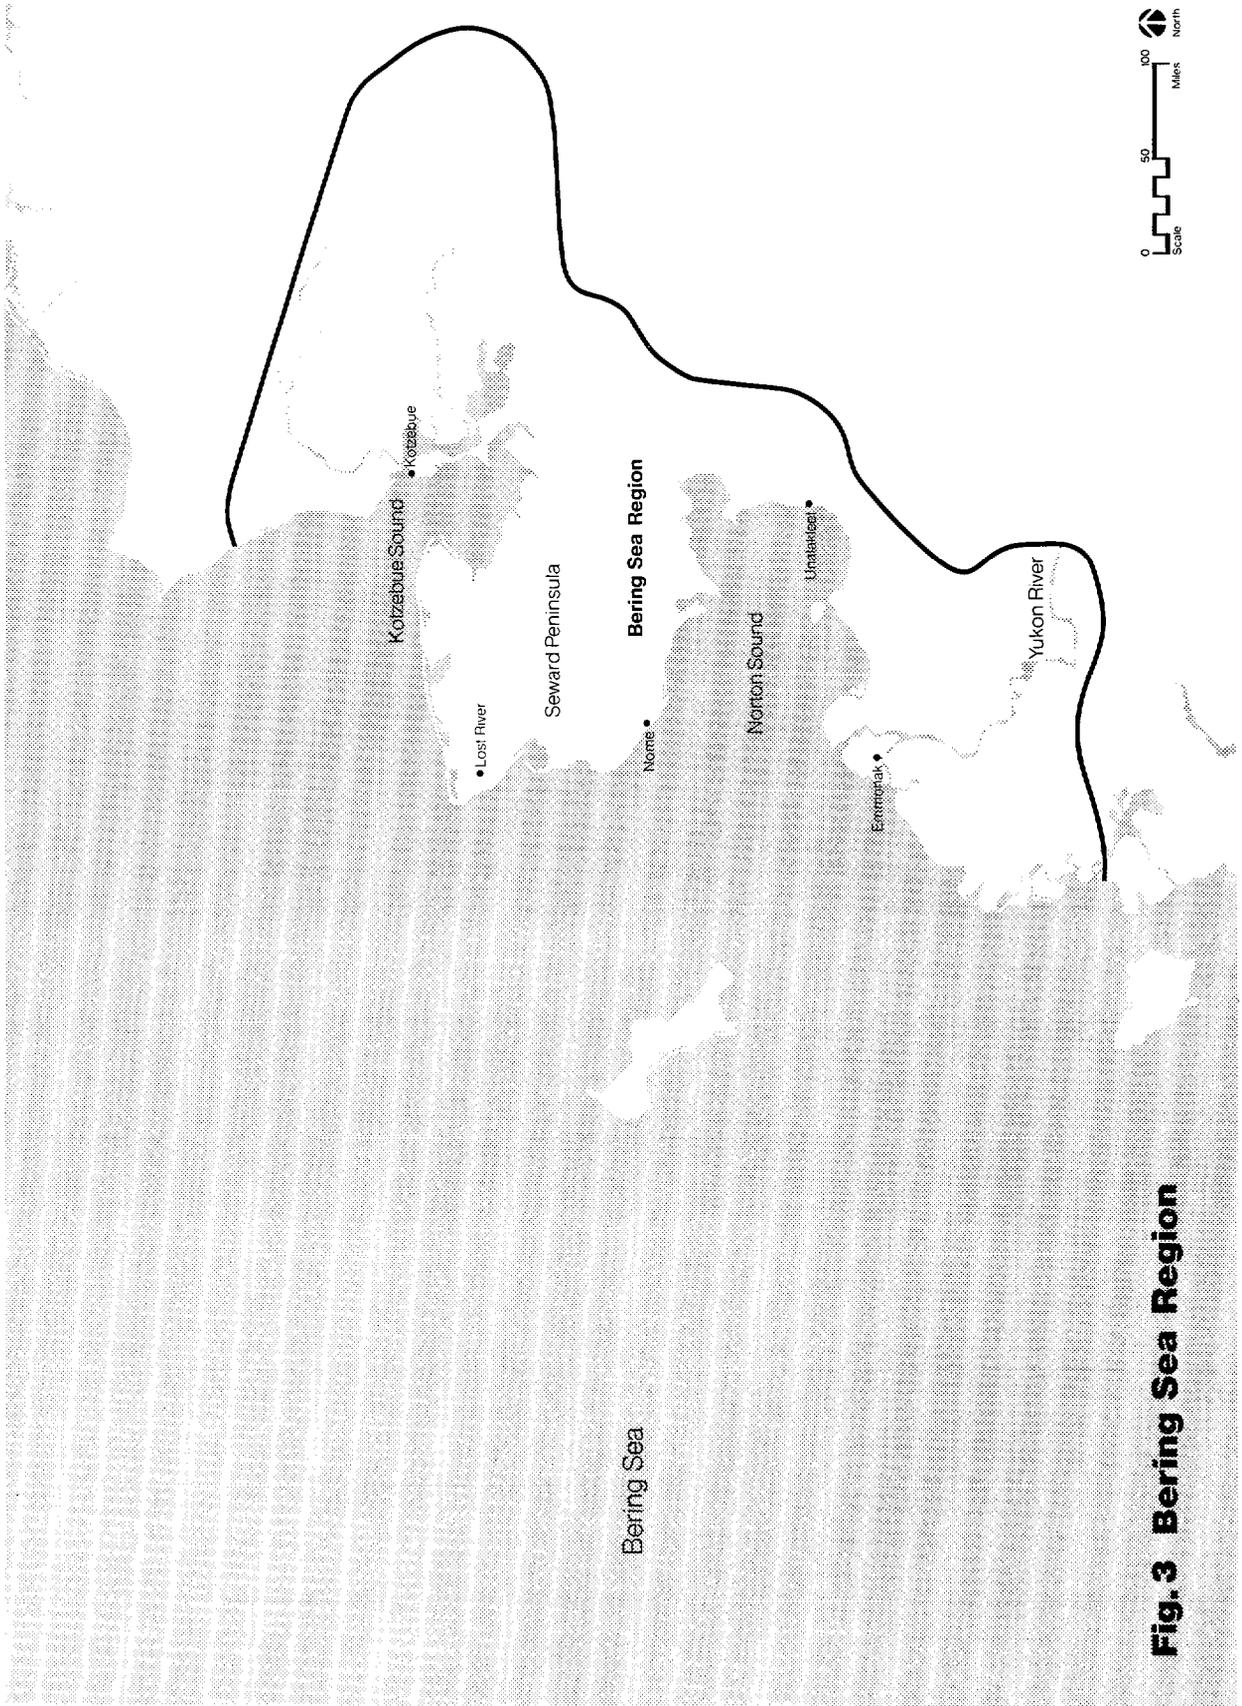 Kotzebue
Kotzebue Sound
Lost River
Seward Peninsula
Bering Sea Region
Nome
Norton Sound
Unalakleet
Emmonak
Yukon River
Bering Sea
Fig. 3 Bering Sea Region
0 50 100
Scale Miles
North